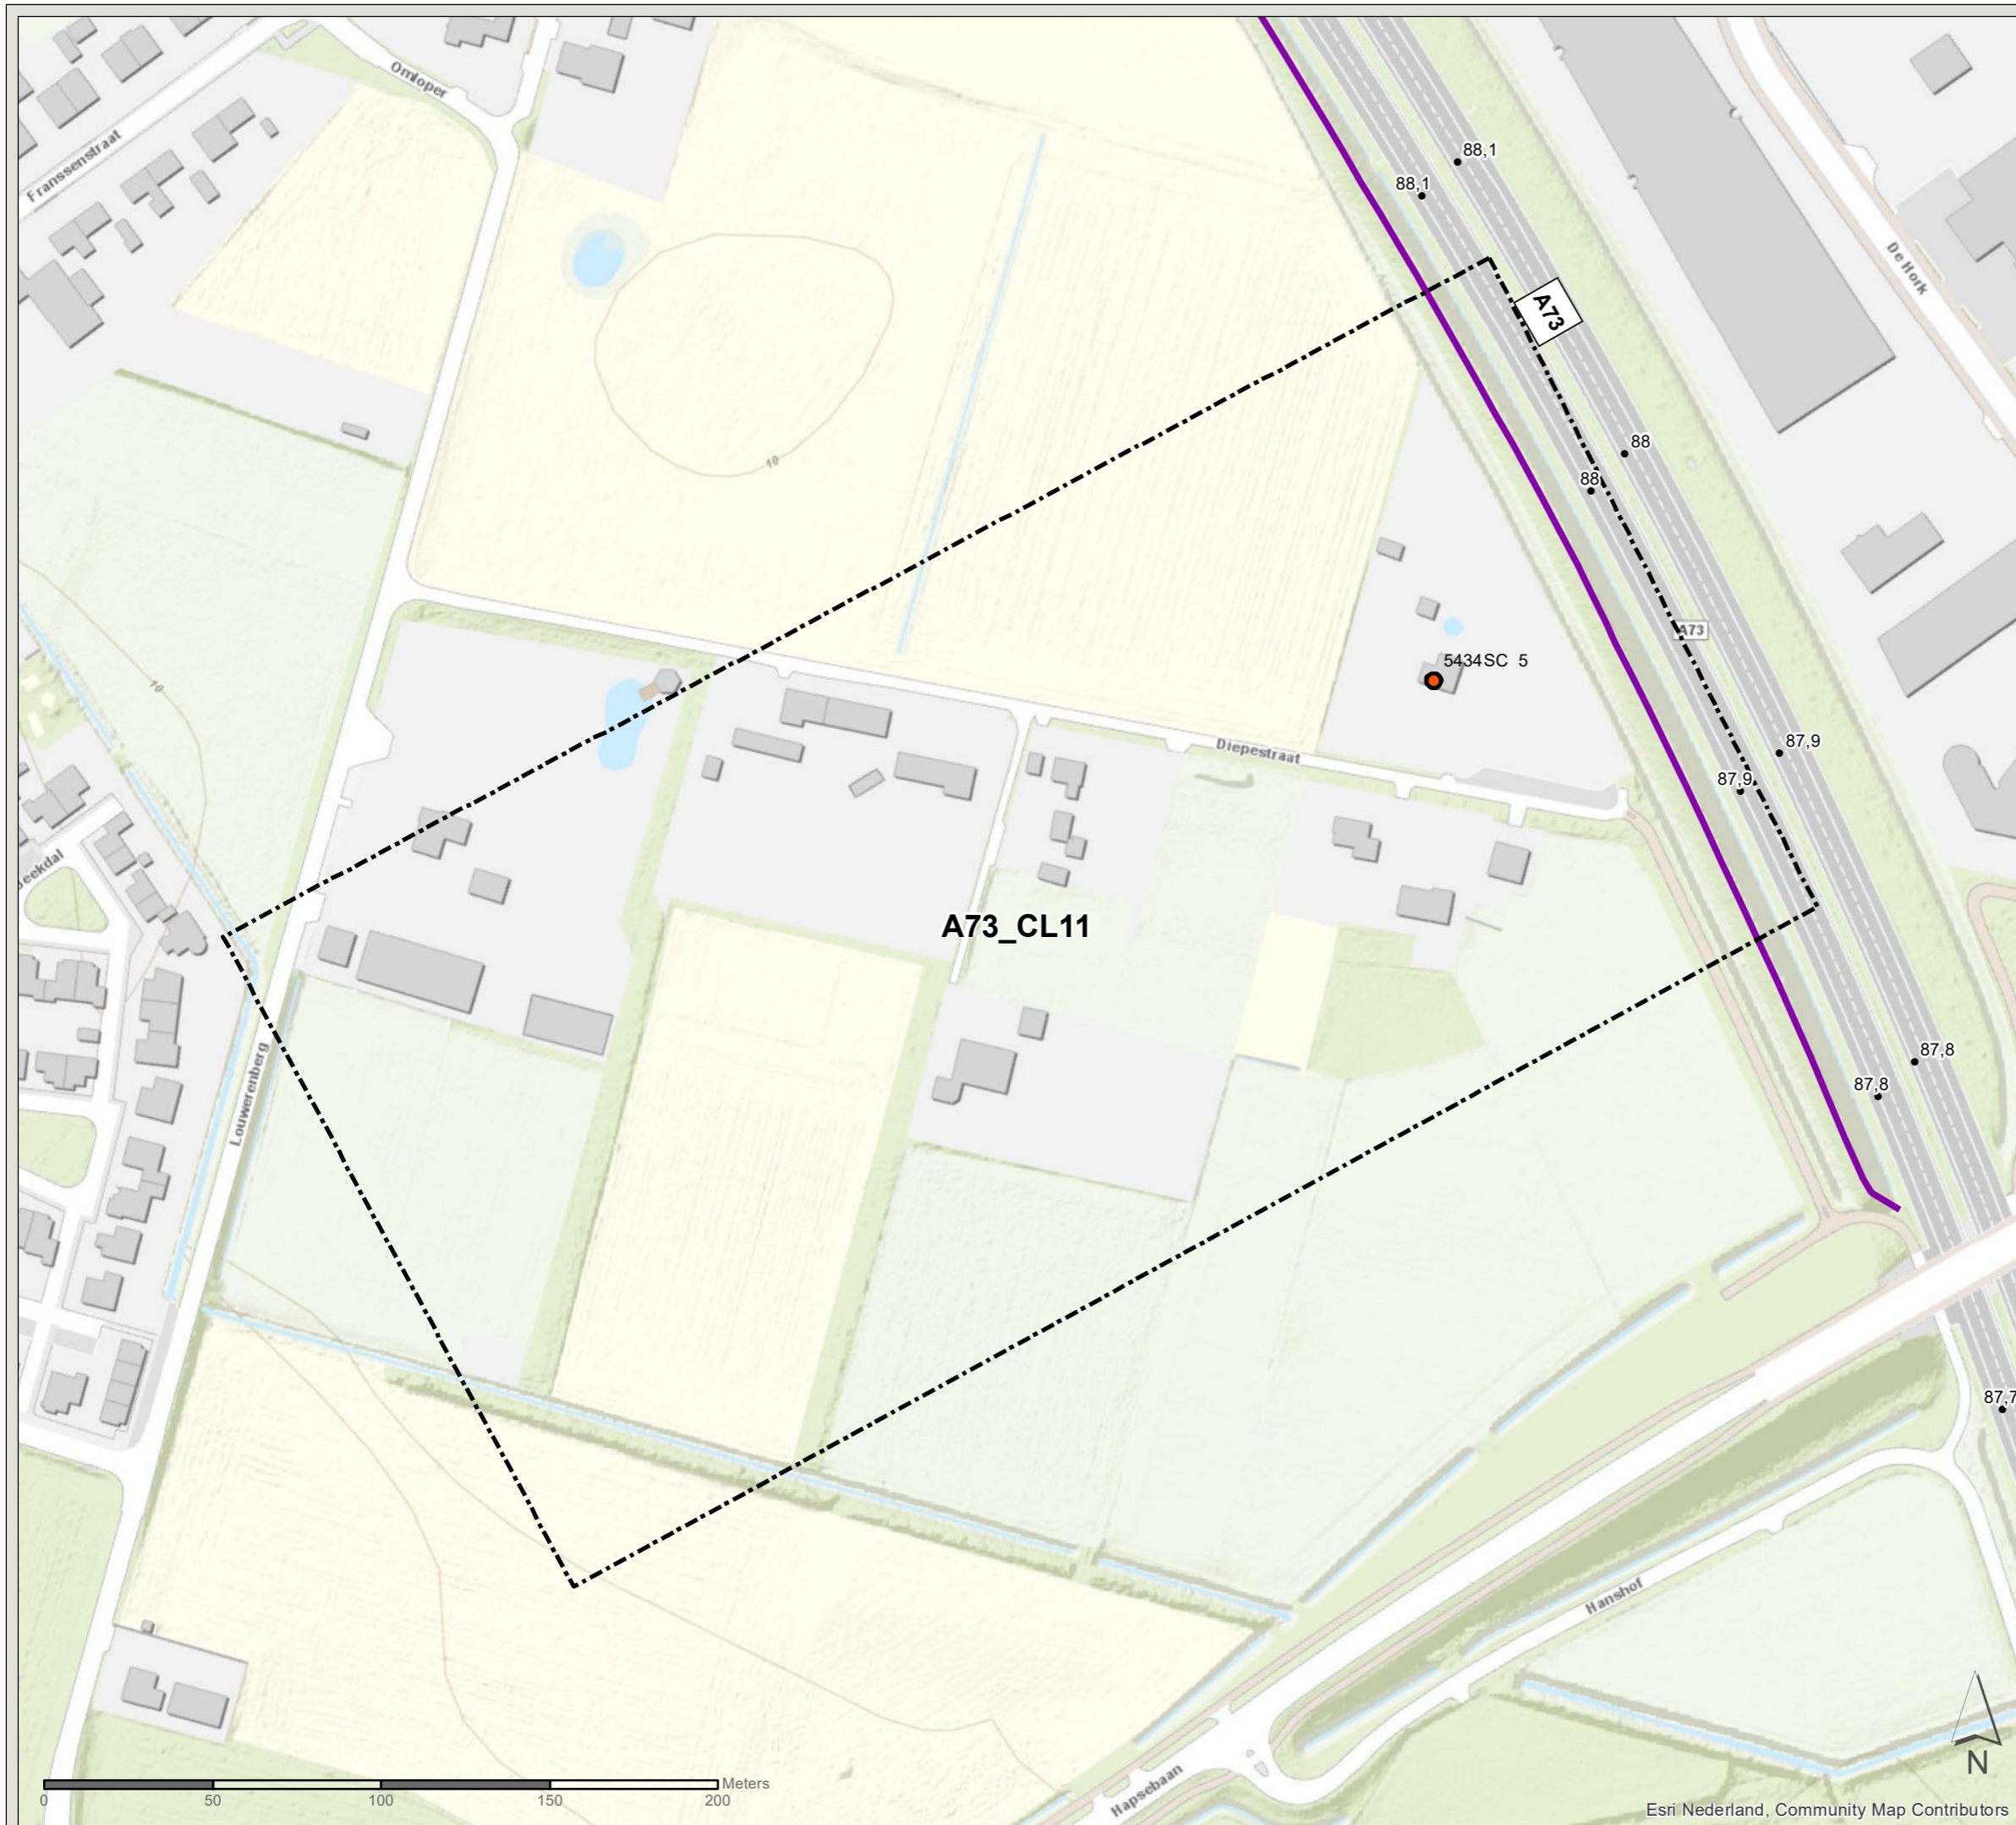 Omloper
Franssenstraat
88,1
88,1
De Hork
A73
88
88
10
A73
5434SC 5
10
Diepestraat
87,9
87,9
Beekdal
A73_CL11
Louwerenberg
87,8
87,8
87,7
Hanshof
Hapsebaan
N
Meters
0 50 100 150 200
Esri Nederland, Community Map Contributors